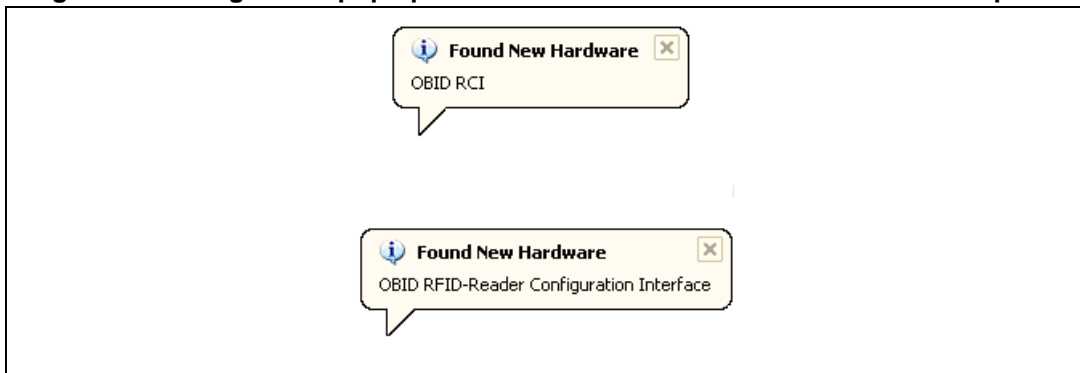 Found New Hardware
OBID RCI
Found New Hardware
OBID RFID-Reader Configuration Interface